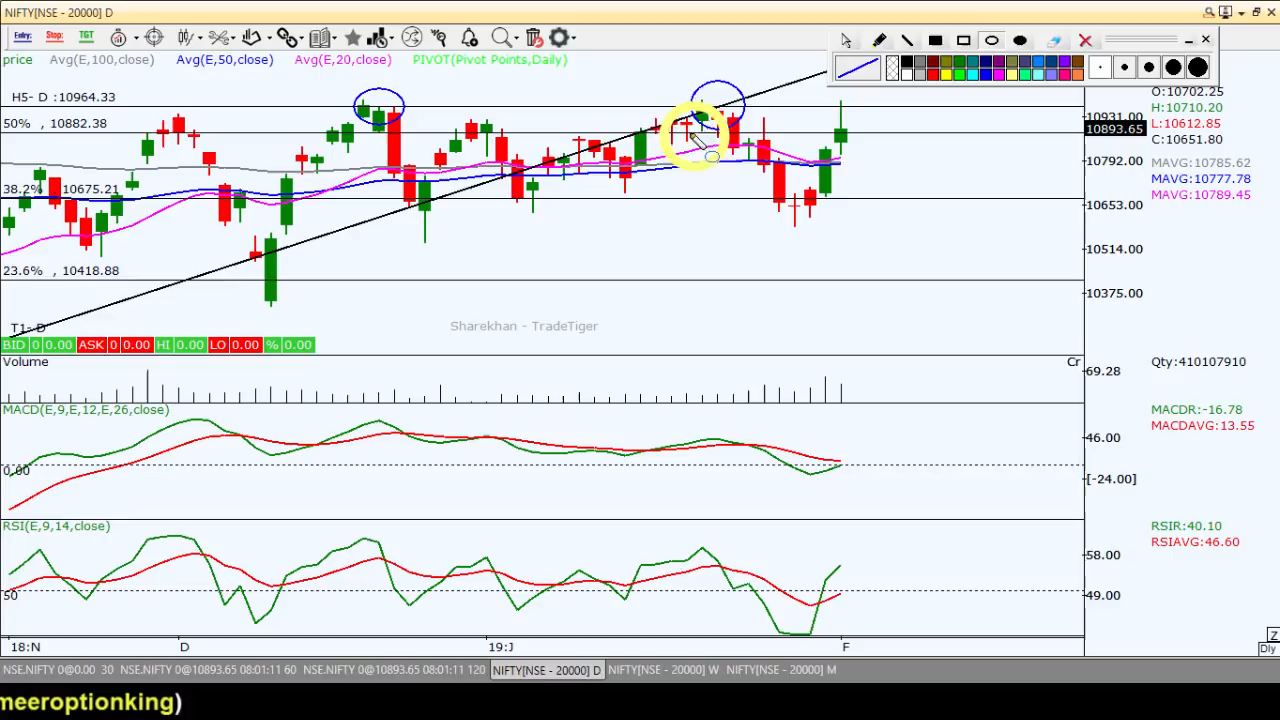 NIFTY[NSE - 20000] D
Entry: Stop: TGT
price Avg(E,100,close) Avg(E,50,close) Avg(E,20,close) PIVOT(Pivot Points,Daily)
H5- D :10964.33
50% , 10882.38
38.2% , 10675.21
23.6% , 10418.88
T1- D
Sharekhan - TradeTiger
BID 0 0.00 ASK 0 0.00 HI 0.00 LO 0.00 % 0.00
10931.00
10893.65
10792.00
10653.00
10514.00
10375.00
O:10702.25
H:10710.20
L:10612.85
C:10651.80
MAVG:10785.62
MAVG:10777.78
MAVG:10789.45
Volume
Cr
69.28
Qty:410107910
MACD(E,9,E,12,E,26,close)
0.00
46.00
[-24.00]
MACDR:-16.78
MACDAVG:13.55
RSI(E,9,14,close)
50
58.00
49.00
RSIR:40.10
RSIAVG:46.60
18:N D 19:J F
Z
Dly
NSE.NIFTY 0@0.00 30 NSE.NIFTY 0@10893.65 08:01:11 60 NSE.NIFTY 0@10893.65 08:01:11 120 NIFTY[NSE - 20000] D NIFTY[NSE - 20000] W NIFTY[NSE - 20000] M
meeroptionking)